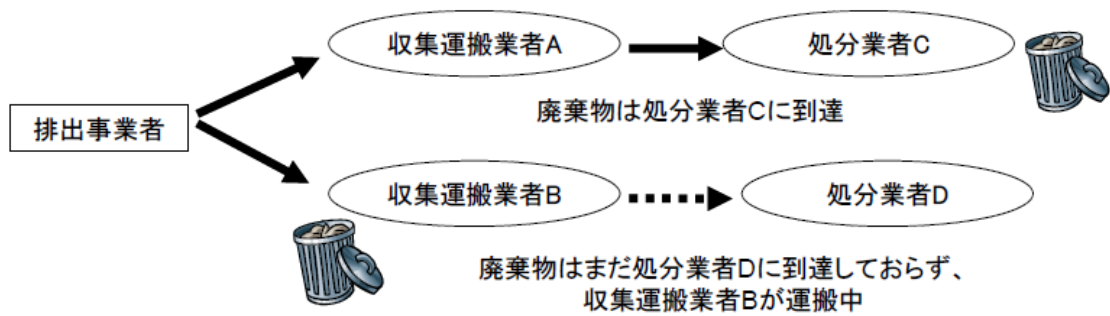 収集運搬業者A
処分業者C
廃棄物は処分業者Cに到達
排出事業者
収集運搬業者B
処分業者D
廃棄物はまだ処分業者Dに到達しておらず、
収集運搬業者Bが運搬中